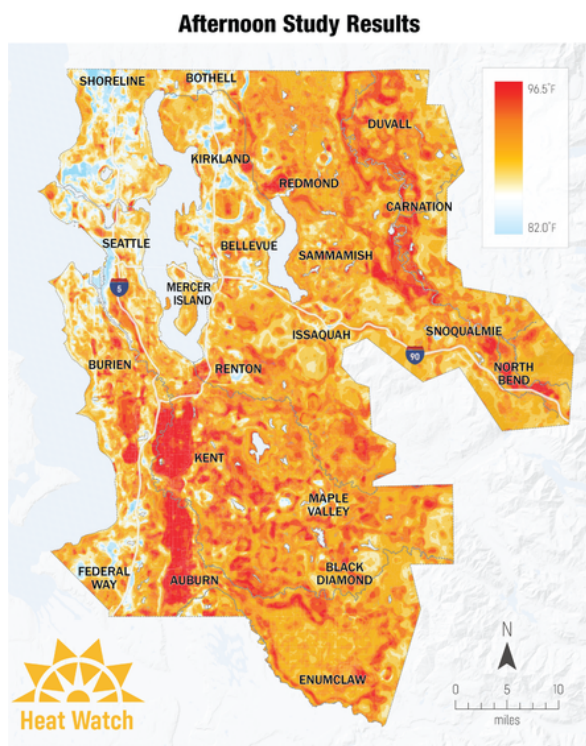 Afternoon Study Results
SHORELINE
BOTHELL
96.5°F
DUVALL
KIRKLAND
REDMOND
CARNATION
82.0°F
SEATTLE
BELLEVUE
SAMMAMISH
5
MERCER
ISLAND
ISSAQUAH
SNOQUALMIE
90
BURIEN
RENTON
NORTH
BEND
KENT
MAPLE
VALLEY
FEDERAL
WAY
AUBURN
BLACK
DIAMOND
N
ENUMCLAW
0 5 10
miles
Heat Watch